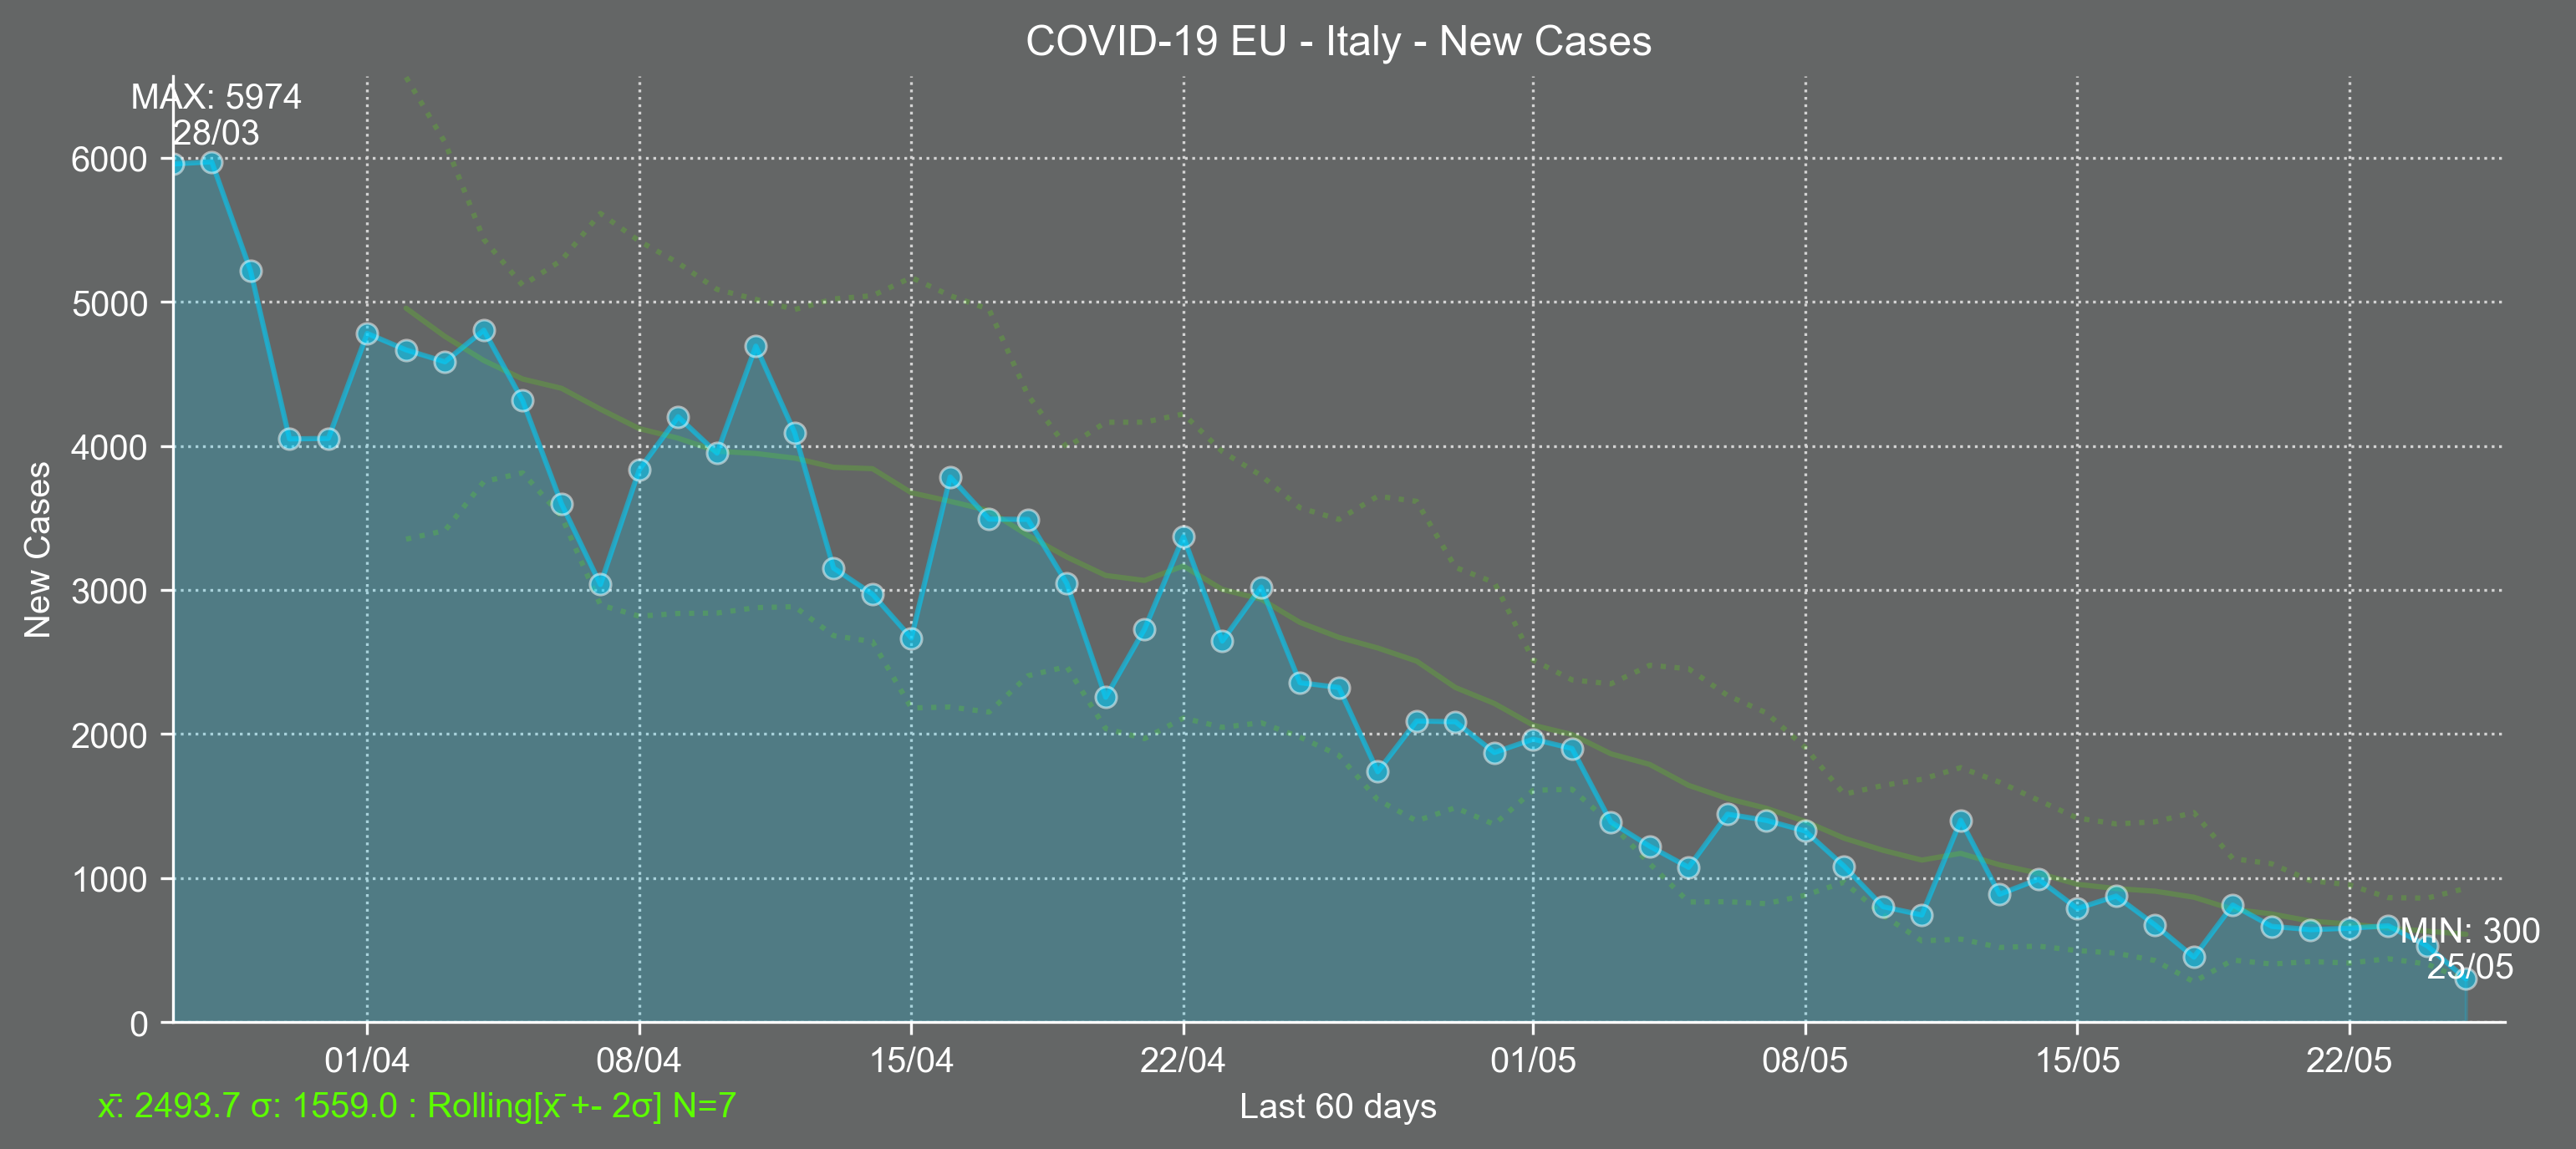 COVID-19 EU - Italy - New Cases
MAX: 5974
28/03
6000
5000
4000
3000
2000
1000
0
New Cases
MIN: 300
25/05
01/04
08/04
15/04
22/04
01/05
08/05
15/05
22/05
x̄: 2493.7 σ: 1559.0 : Rolling[x̄ +- 2σ] N=7
Last 60 days